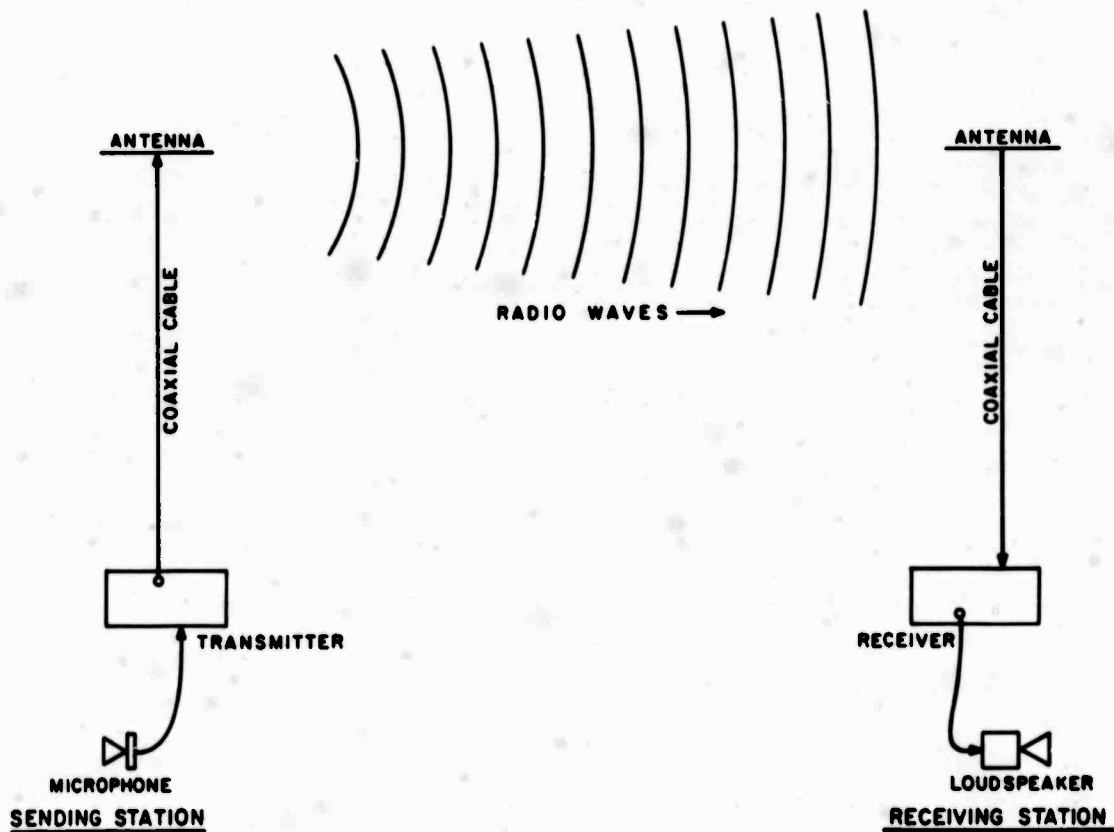 ANTENNA
ANTENNA
COAXIAL CABLE
COAXIAL CABLE
RADIO WAVES
TRANSMITTER
RECEIVER
MICROPHONE
LOUDSPEAKER
SENDING STATION
RECEIVING STATION